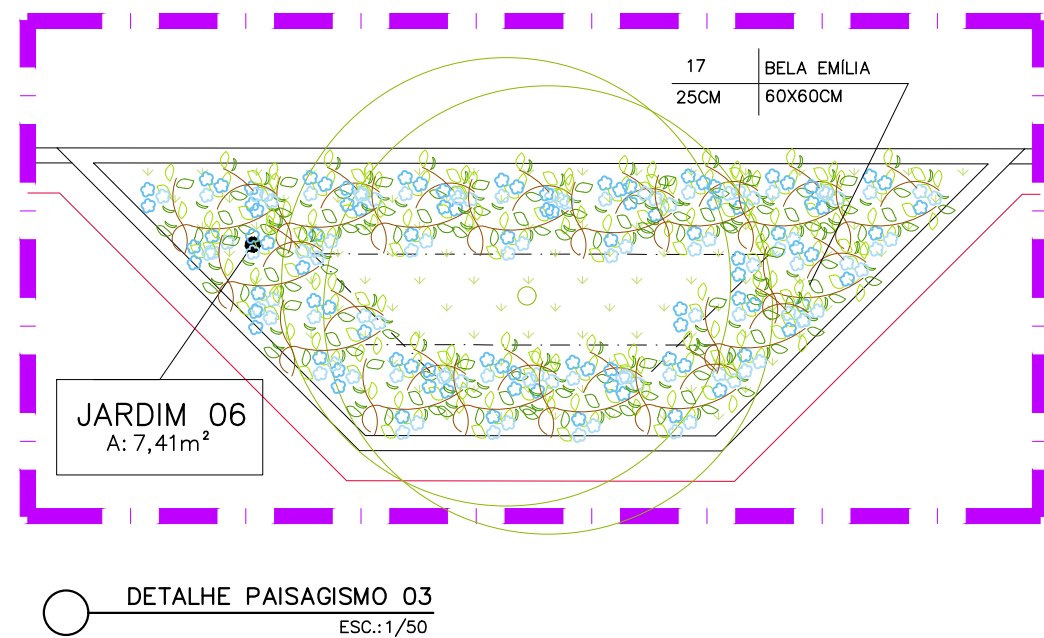 17 BELA EMÍLIA
25CM 60X60CM
JARDIM 06
A: 7,41m²
DETALHE PAISAGISMO 03
ESC.:1/50